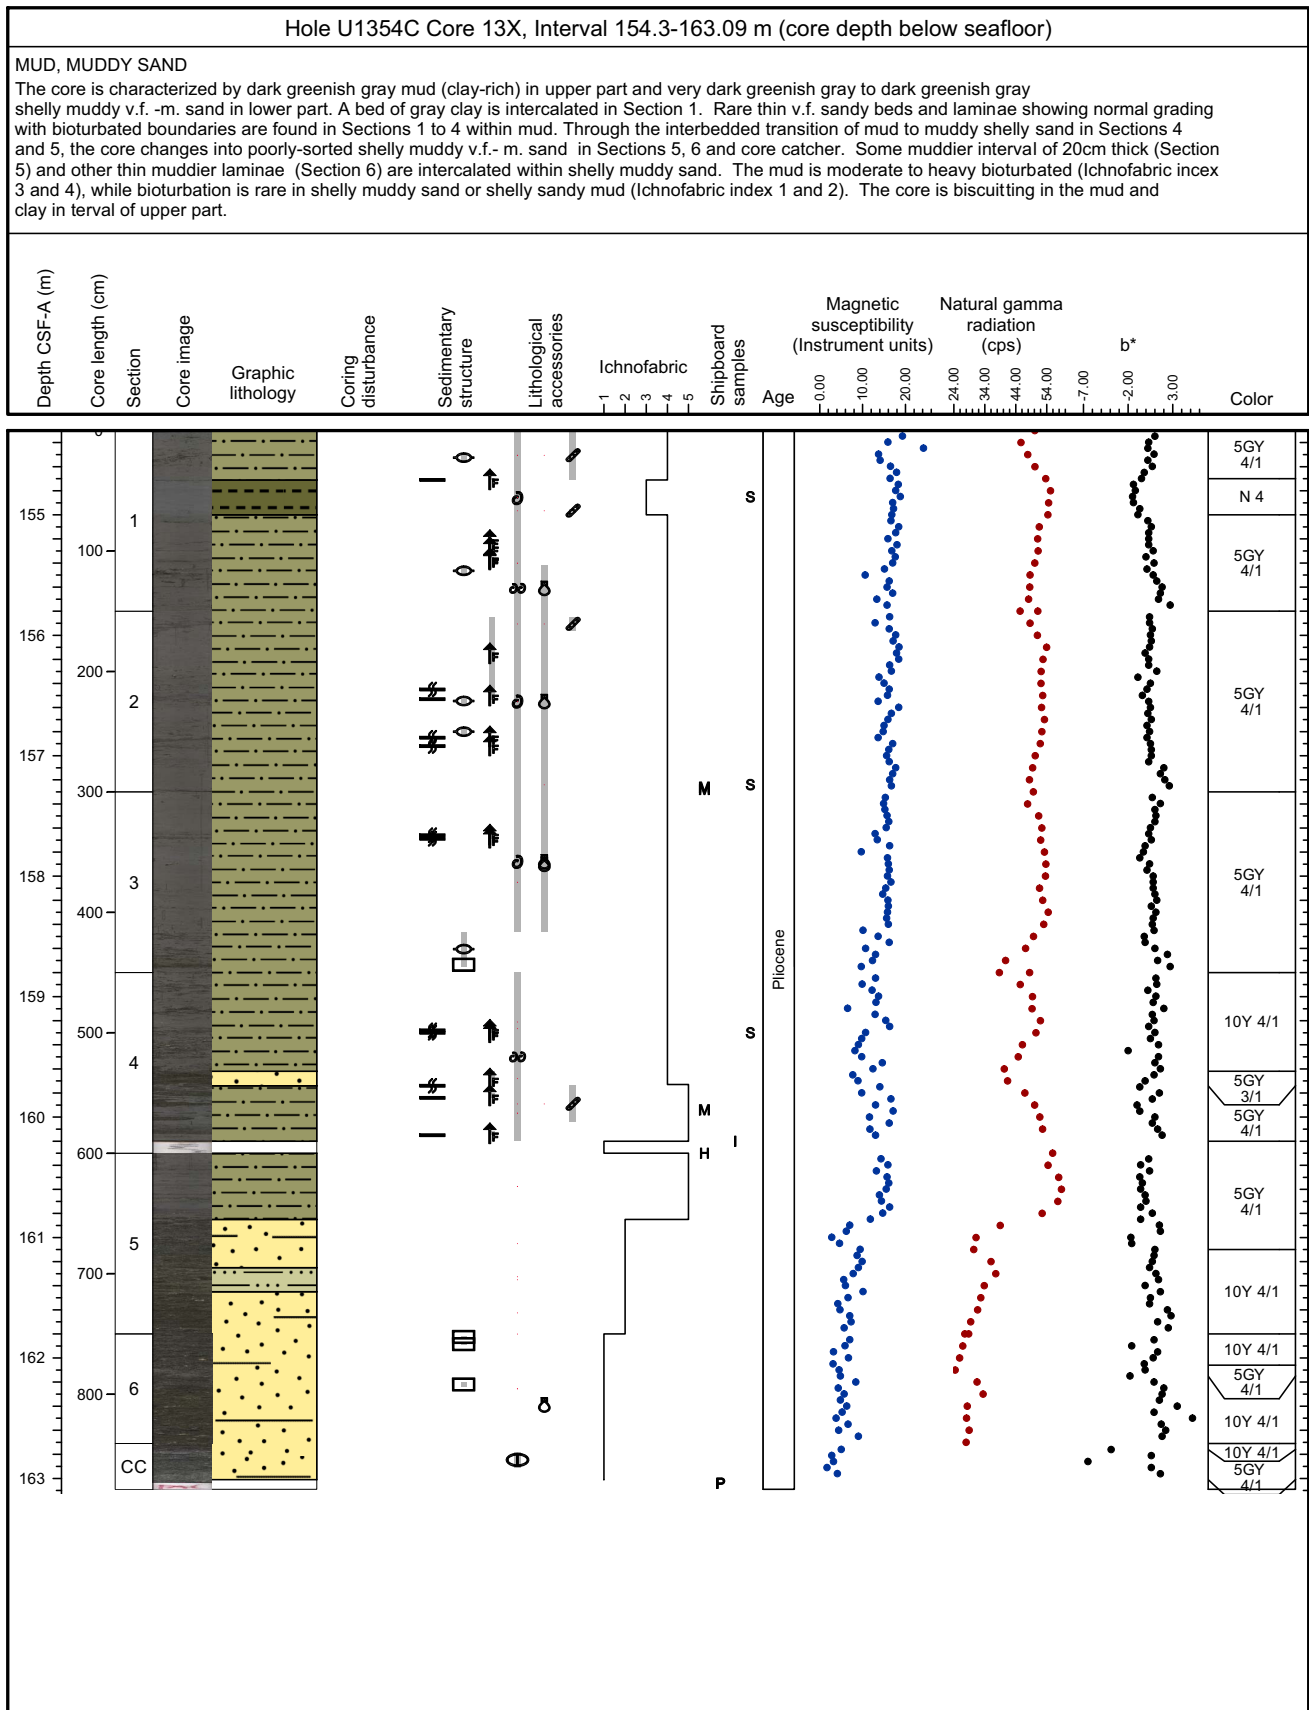 Hole U1354C Core 13X, Interval 154.3-163.09 m (core depth below seafloor)
MUD, MUDDY SAND
The core is characterized by dark greenish gray mud (clay-rich) in upper part and very dark greenish gray to dark greenish gray
shelly muddy v.f. -m. sand in lower part. A bed of gray clay is intercalated in Section 1. Rare thin v.f. sandy beds and laminae showing normal grading
with bioturbated boundaries are found in Sections 1 to 4 within mud. Through the interbedded transition of mud to muddy shelly sand in Sections 4
and 5, the core changes into poorly-sorted shelly muddy v.f.- m. sand in Sections 5, 6 and core catcher. Some muddier interval of 20cm thick (Section
5) and other thin muddier laminae (Section 6) are intercalated within shelly muddy sand. The mud is moderate to heavy bioturbated (Ichnofabric incex
3 and 4), while bioturbation is rare in shelly muddy sand or shelly sandy mud (Ichnofabric index 1 and 2). The core is biscuitting in the mud and
clay in terval of upper part.
Depth CSF-A (m)
Core length (cm)
Section
Core image
Graphic
lithology
Coring
disturbance
Sedimentary
structure
Lithological
accessories
Ichnofabric
1 2 3 4 5
Shipboard
samples
Age
Magnetic
susceptibility
(Instrument units)
0.00 10.00 20.00
Natural gamma
radiation
(cps)
24.00 34.00 44.00 54.00
b*
-7.00 -2.00 3.00
Color
0
5GY
4/1
S
N 4
155
1
100
5GY
4/1
156
200
2
5GY
4/1
157
300
M
S
158
3
5GY
4/1
400
Pliocene
159
500
S
10Y 4/1
4
5GY
3/1
160
M
5GY
4/1
I
600
H
5GY
4/1
161
5
700
10Y 4/1
162
10Y 4/1
5GY
4/1
800
6
10Y 4/1
CC
10Y 4/1
163
P
5GY
4/1